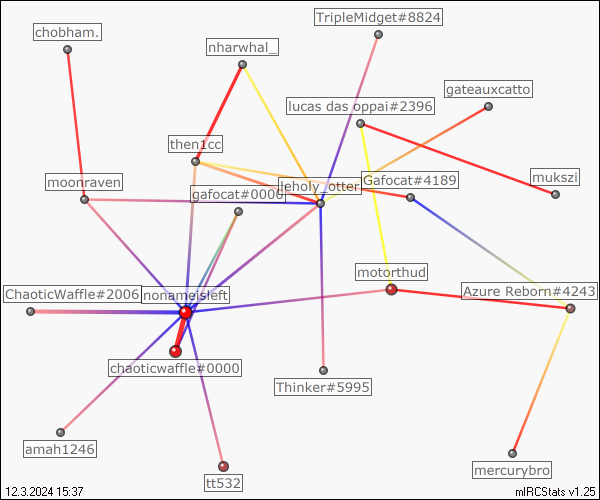 TripleMidget#8824
chobham.
nharwhal_
gateauxcatto
lucas das oppai#2396
then1cc
moonraven
gafocat#0000
leholy_otter
Gafocat#4189
mukszi
motorthud
ChaoticWaffle#2006
nonameisleft
Azure Reborn#4243
chaoticwaffle#0000
Thinker#5995
amah1246
mercurybro
tt532
12.3.2024 15:37
mIRCStats v1.25